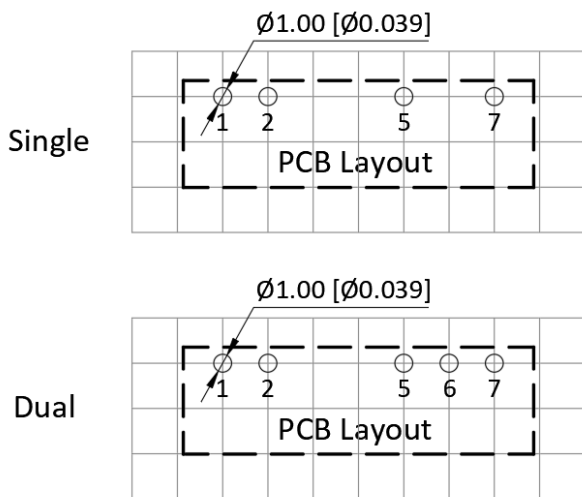 Ø1.00 [Ø0.039]
1 2 5 7
Single
PCB Layout
Ø1.00 [Ø0.039]
1 2 5 6 7
Dual
PCB Layout